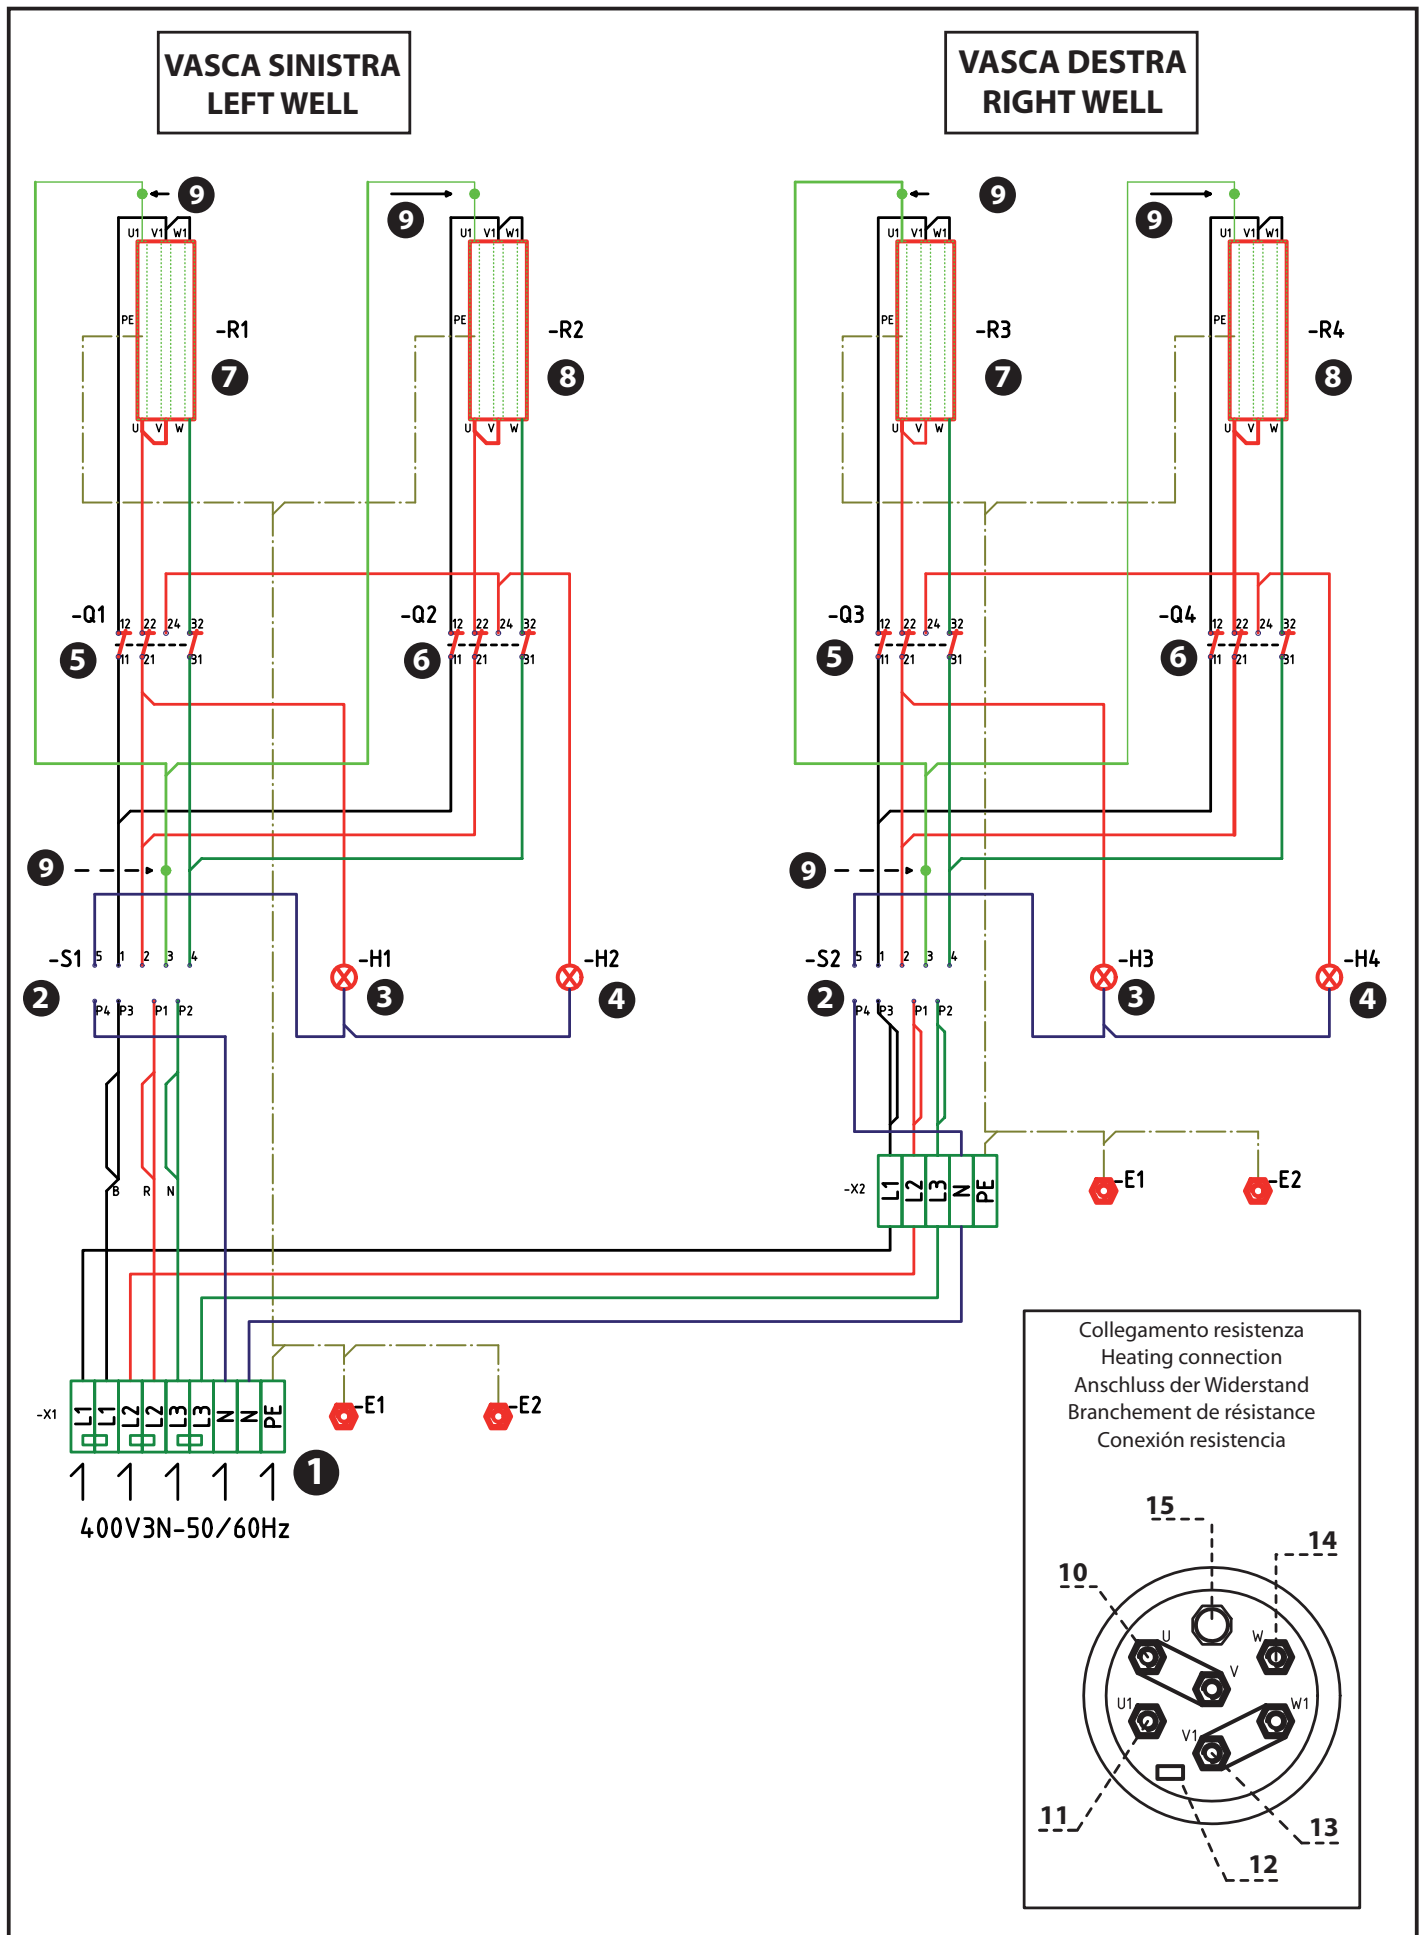 VASCA SINISTRA
LEFT WELL
VASCA DESTRA
RIGHT WELL
9 9 9 9
U1 V1 W1 U1 V1 W1 U1 V1 W1 U1 V1 W1
PE -R1 PE -R2 PE -R3 PE -R4
7 8 7 8
U V W U V W U V W U V W
-Q1 12 22 24 32 -Q2 12 22 24 32 -Q3 12 22 24 32 -Q4 12 22 24 32
5 11 21 31 6 11 21 31 5 11 21 31 6 11 21 31
9 9
-S1 5 1 2 3 4 -H1 -H2 -S2 5 1 2 3 4 -H3 -H4
2 3 4 2 3 4
P4 P3 P1 P2 P4 P3 P1 P2
B R N
-X2 L1 L2 L3 N PE -E1 -E2
-X1 L1 L1 L2 L2 L3 L3 N N PE -E1 -E2
1
400V3N-50/60Hz
Collegamento resistenza
Heating connection
Anschluss der Widerstand
Branchement de résistance
Conexión resistencia
15
14
10
U W
V
U1 W1
V1
11 13
12